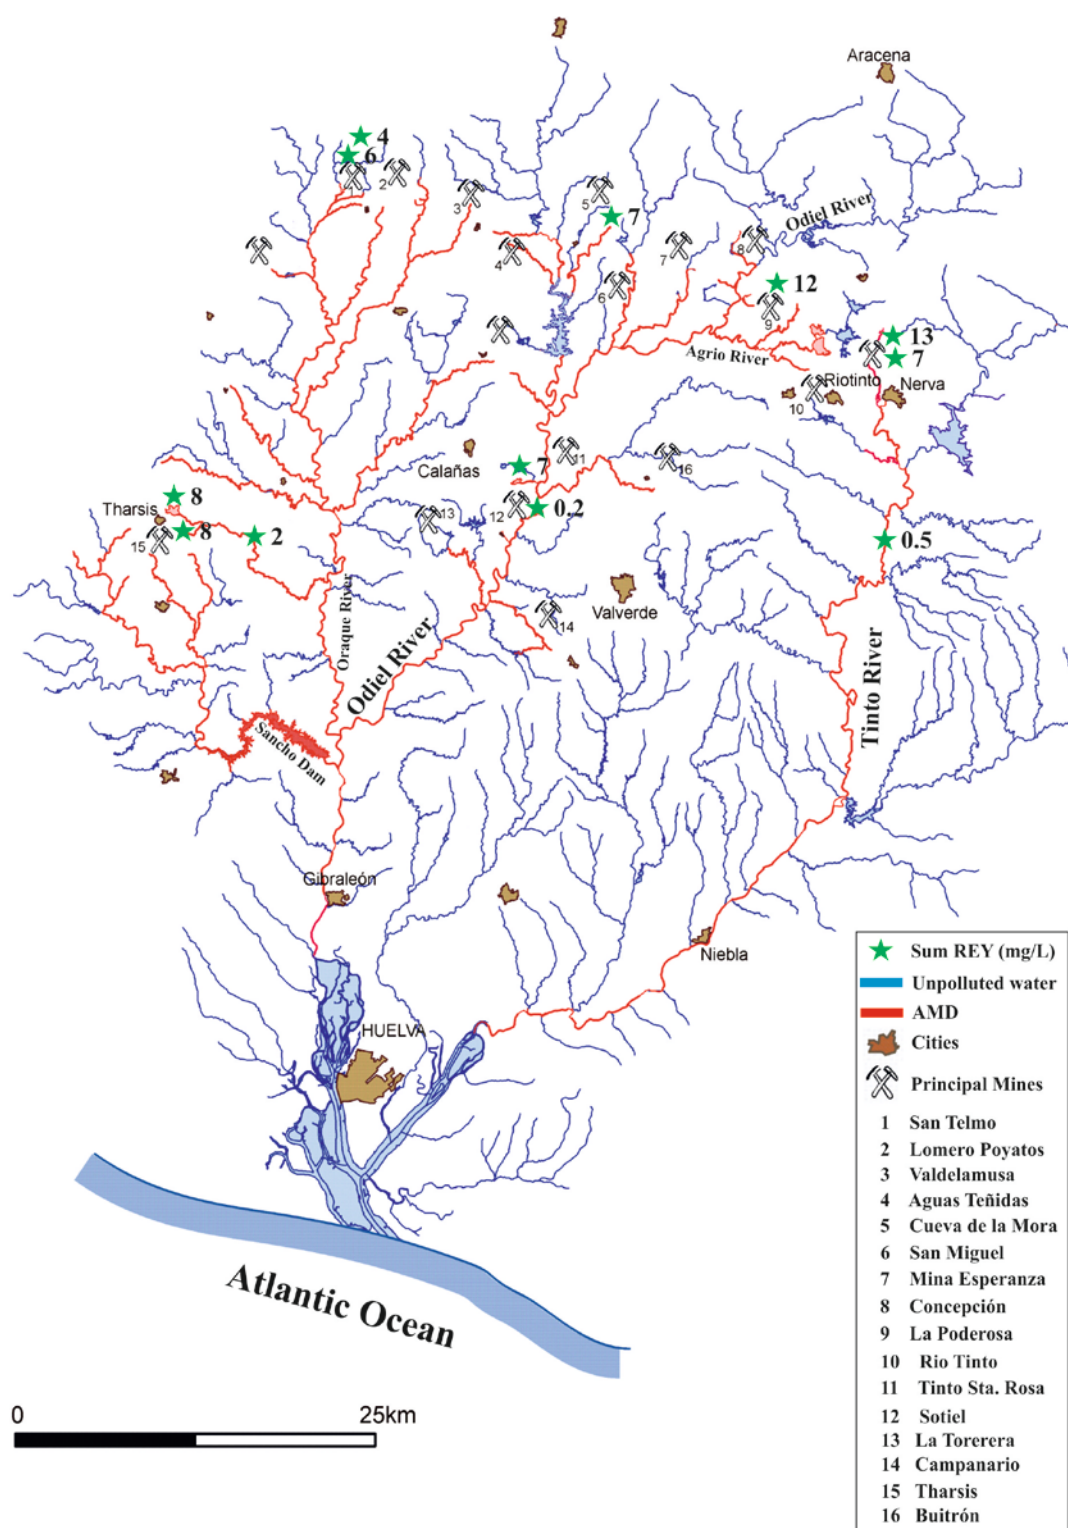 Aracena
4
6
1
2
3
5
7
Odiel River
8
4
7
12
6
9
13
Agrio River
7
Riotinto
Nerva
10
Calañas
7
11
16
8
12
0.2
13
Tharsis
8
2
15
0.5
Oraque River
Valverde
14
Odiel River
Tinto River
Sancho Dam
Gibraleón
Niebla
HUELVA
Atlantic Ocean
0 25km
Sum REY (mg/L)
Unpolluted water
AMD
Cities
Principal Mines
1 San Telmo
2 Lomero Poyatos
3 Valdelamusa
4 Aguas Teñidas
5 Cueva de la Mora
6 San Miguel
7 Mina Esperanza
8 Concepción
9 La Poderosa
10 Rio Tinto
11 Tinto Sta. Rosa
12 Sotiel
13 La Torerera
14 Campanario
15 Tharsis
16 Buitrón